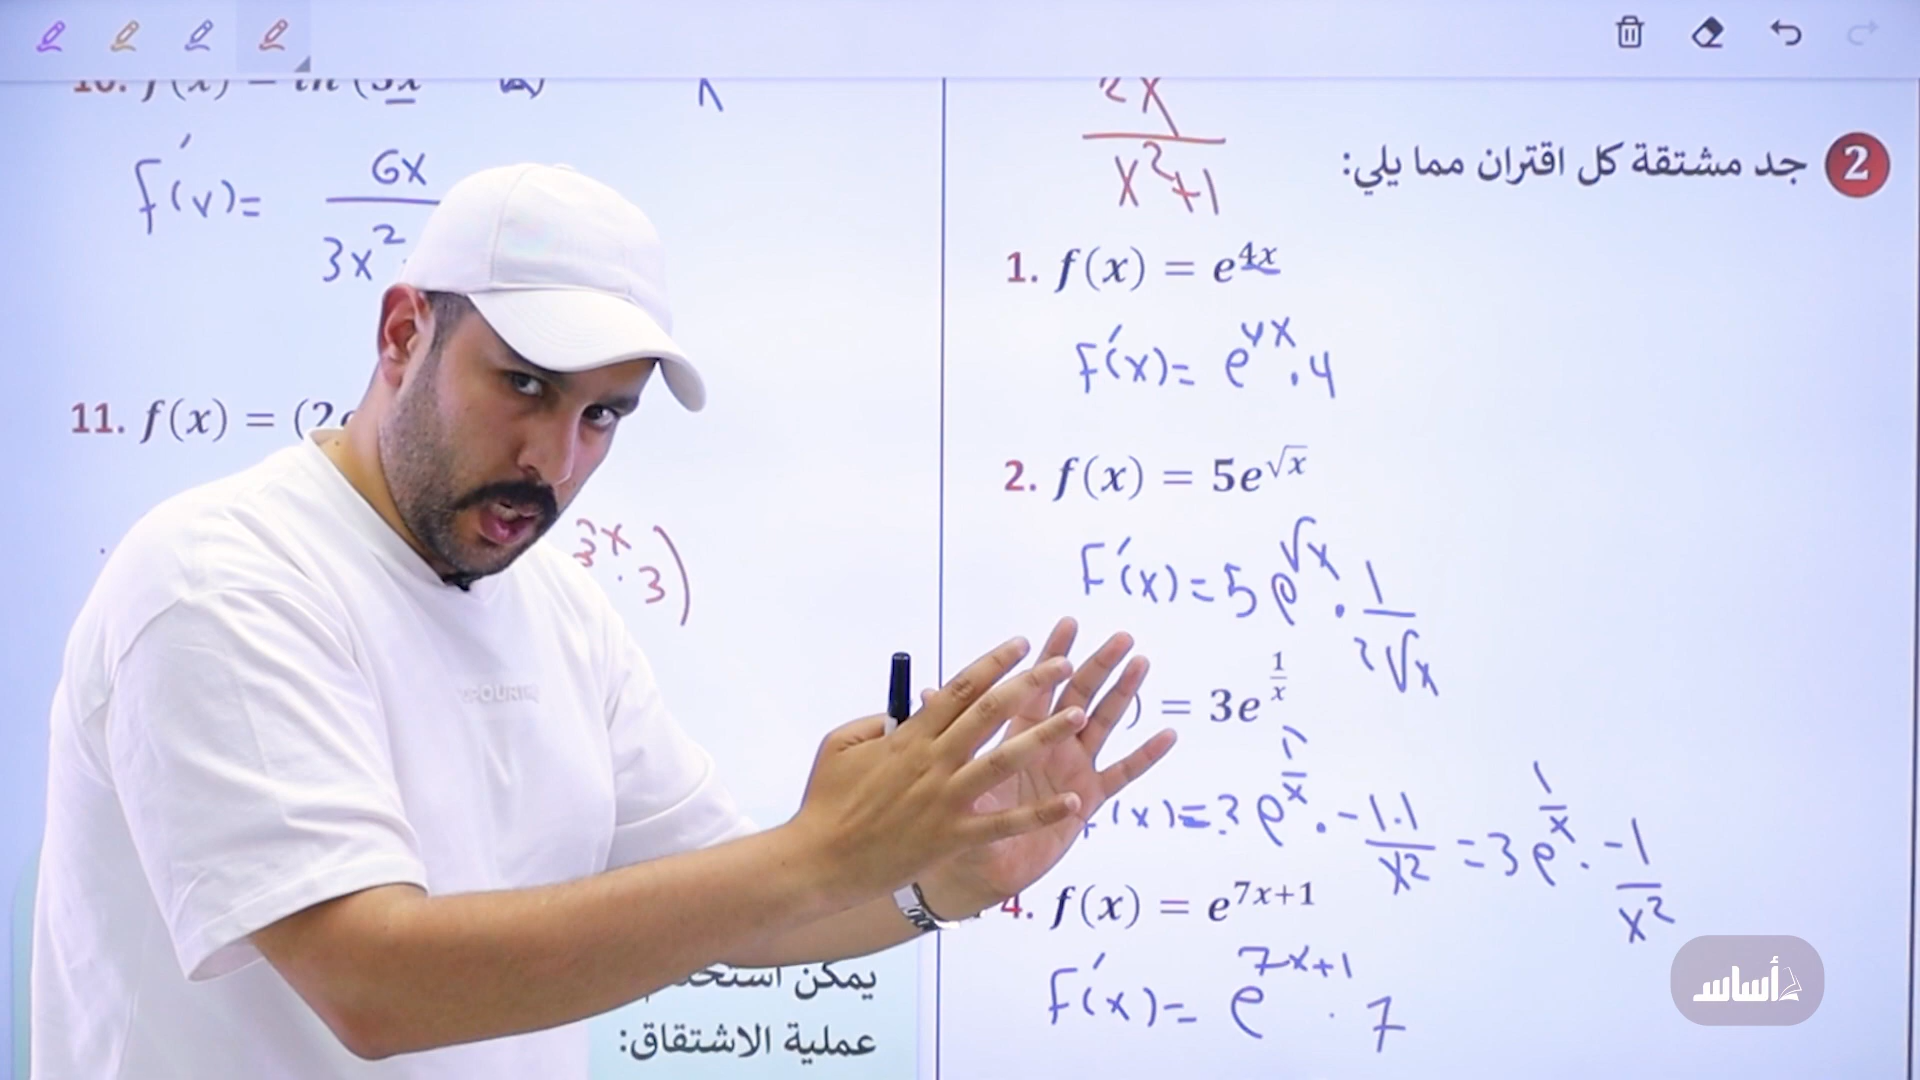 2 جد مشتقة كل اقتران مما يلي:
2x
x²+1
1. f(x) = e^{4x}
F'(x)= e^{4x} . 4
2. f(x) = 5e^{√x}
F'(x)= 5 e^{√x} . 1/2√x
) = 3e^{1/x}
(x)=3 e^{1/x} . -1.1/x² = 3 e^{1/x} . -1/x²
4. f(x) = e^{7x+1}
F'(x)= e^{7x+1} . 7
f'(x)= 6x
3x²
11. f(x) = (2
3x . 3)
يمكن
عملية الاشتقاق:
أساس